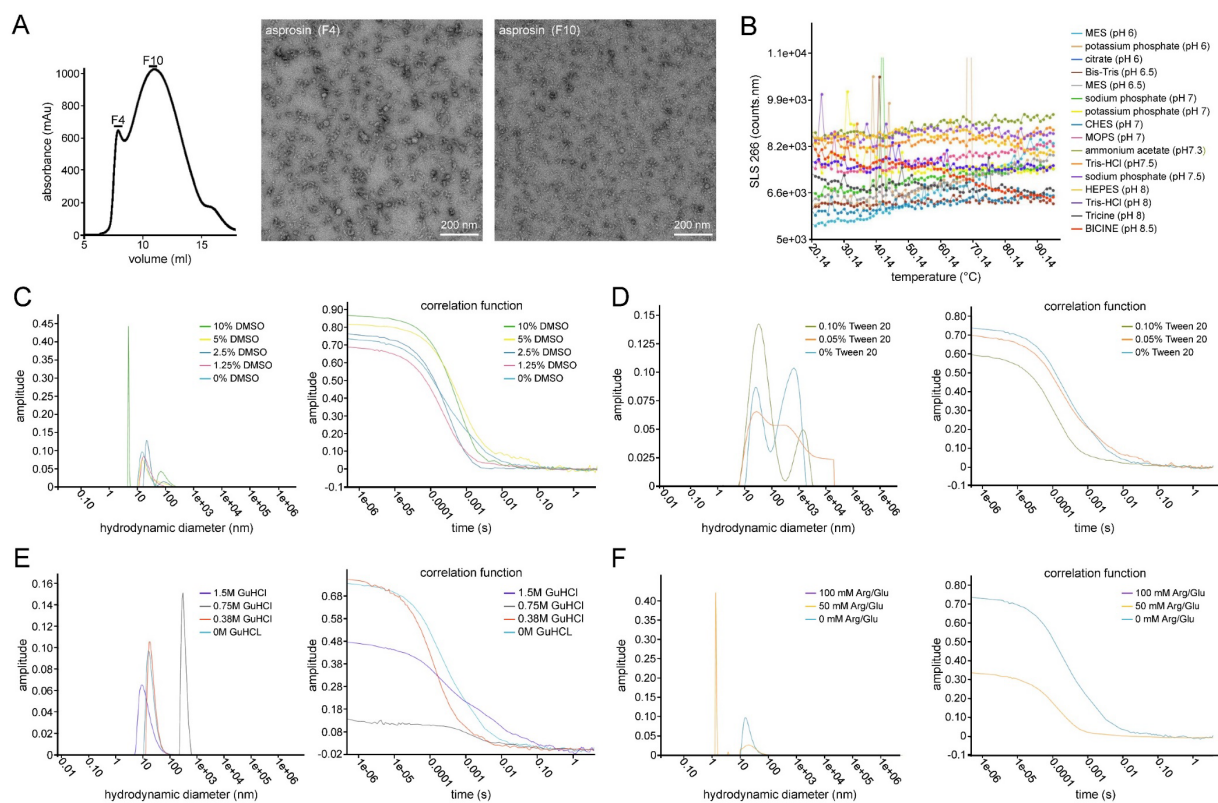 A
1000
800
600
400
200
0
absorbance (mAu)
F4
F10
5
10
15
volume (ml)
asprosin (F4)
200 nm
asprosin (F10)
200 nm
B
1.1e+04
9.9e+03
8.2e+03
6.6e+03
5e+03
SLS 266 (counts.nm)
20.14
30.14
40.14
50.14
60.14
70.14
80.14
90.14
temperature (°C)
MES (pH 6)
potassium phosphate (pH 6)
citrate (pH 6)
Bis-Tris (pH 6.5)
MES (pH 6.5)
sodium phosphate (pH 7)
potassium phosphate (pH 7)
CHES (pH 7)
MOPS (pH 7)
ammonium acetate (pH7.3)
Tris-HCl (pH7.5)
sodium phosphate (pH 7.5)
HEPES (pH 8)
Tris-HCl (pH 8)
Tricine (pH 8)
BICINE (pH 8.5)
C
0.45
0.40
0.35
0.30
0.25
0.20
0.15
0.10
0.05
0
amplitude
10% DMSO
5% DMSO
2.5% DMSO
1.25% DMSO
0% DMSO
0.10
1
10
100
1e+03
1e+04
1e+05
1e+06
hydrodynamic diameter (nm)
correlation function
0.90
0.80
0.70
0.60
0.50
0.40
0.30
0.20
0.10
0
-0.1
amplitude
10% DMSO
5% DMSO
2.5% DMSO
1.25% DMSO
0% DMSO
1e-06
1e-05
0.0001
0.001
0.01
0.10
1
time (s)
D
0.15
0.125
0.10
0.075
0.05
0.025
0
amplitude
0.10% Tween 20
0.05% Tween 20
0% Tween 20
0.10
1
10
100
1e+03
1e+04
1e+05
1e+06
hydrodynamic diameter (nm)
correlation function
0.80
0.70
0.60
0.50
0.40
0.30
0.20
0.10
0
-0.1
amplitude
0.10% Tween 20
0.05% Tween 20
0% Tween 20
1e-06
1e-05
0.0001
0.001
0.01
0.10
1
time (s)
E
0.16
0.14
0.12
0.10
0.08
0.06
0.04
0.02
0
amplitude
1.5M GuHCl
0.75M GuHCl
0.38M GuHCl
0M GuHCL
0.01
0.10
1
10
100
1e+03
1e+04
1e+05
1e+06
hydrodynamic diameter (nm)
correlation function
0.68
0.58
0.48
0.38
0.28
0.18
0.08
-0.02
amplitude
1.5M GuHCl
0.75M GuHCl
0.38M GuHCl
0M GuHCL
1e-06
1e-05
0.0001
0.001
0.01
0.10
1
time (s)
F
0.40
0.35
0.30
0.25
0.20
0.15
0.10
0.05
0
amplitude
100 mM Arg/Glu
50 mM Arg/Glu
0 mM Arg/Glu
0.10
1
10
100
1e+03
1e+04
1e+05
1e+06
hydrodynamic diameter (nm)
correlation function
0.80
0.70
0.60
0.50
0.40
0.30
0.20
0.10
0
-0.1
amplitude
100 mM Arg/Glu
50 mM Arg/Glu
0 mM Arg/Glu
1e-06
1e-05
0.0001
0.001
0.01
0.10
1
time (s)